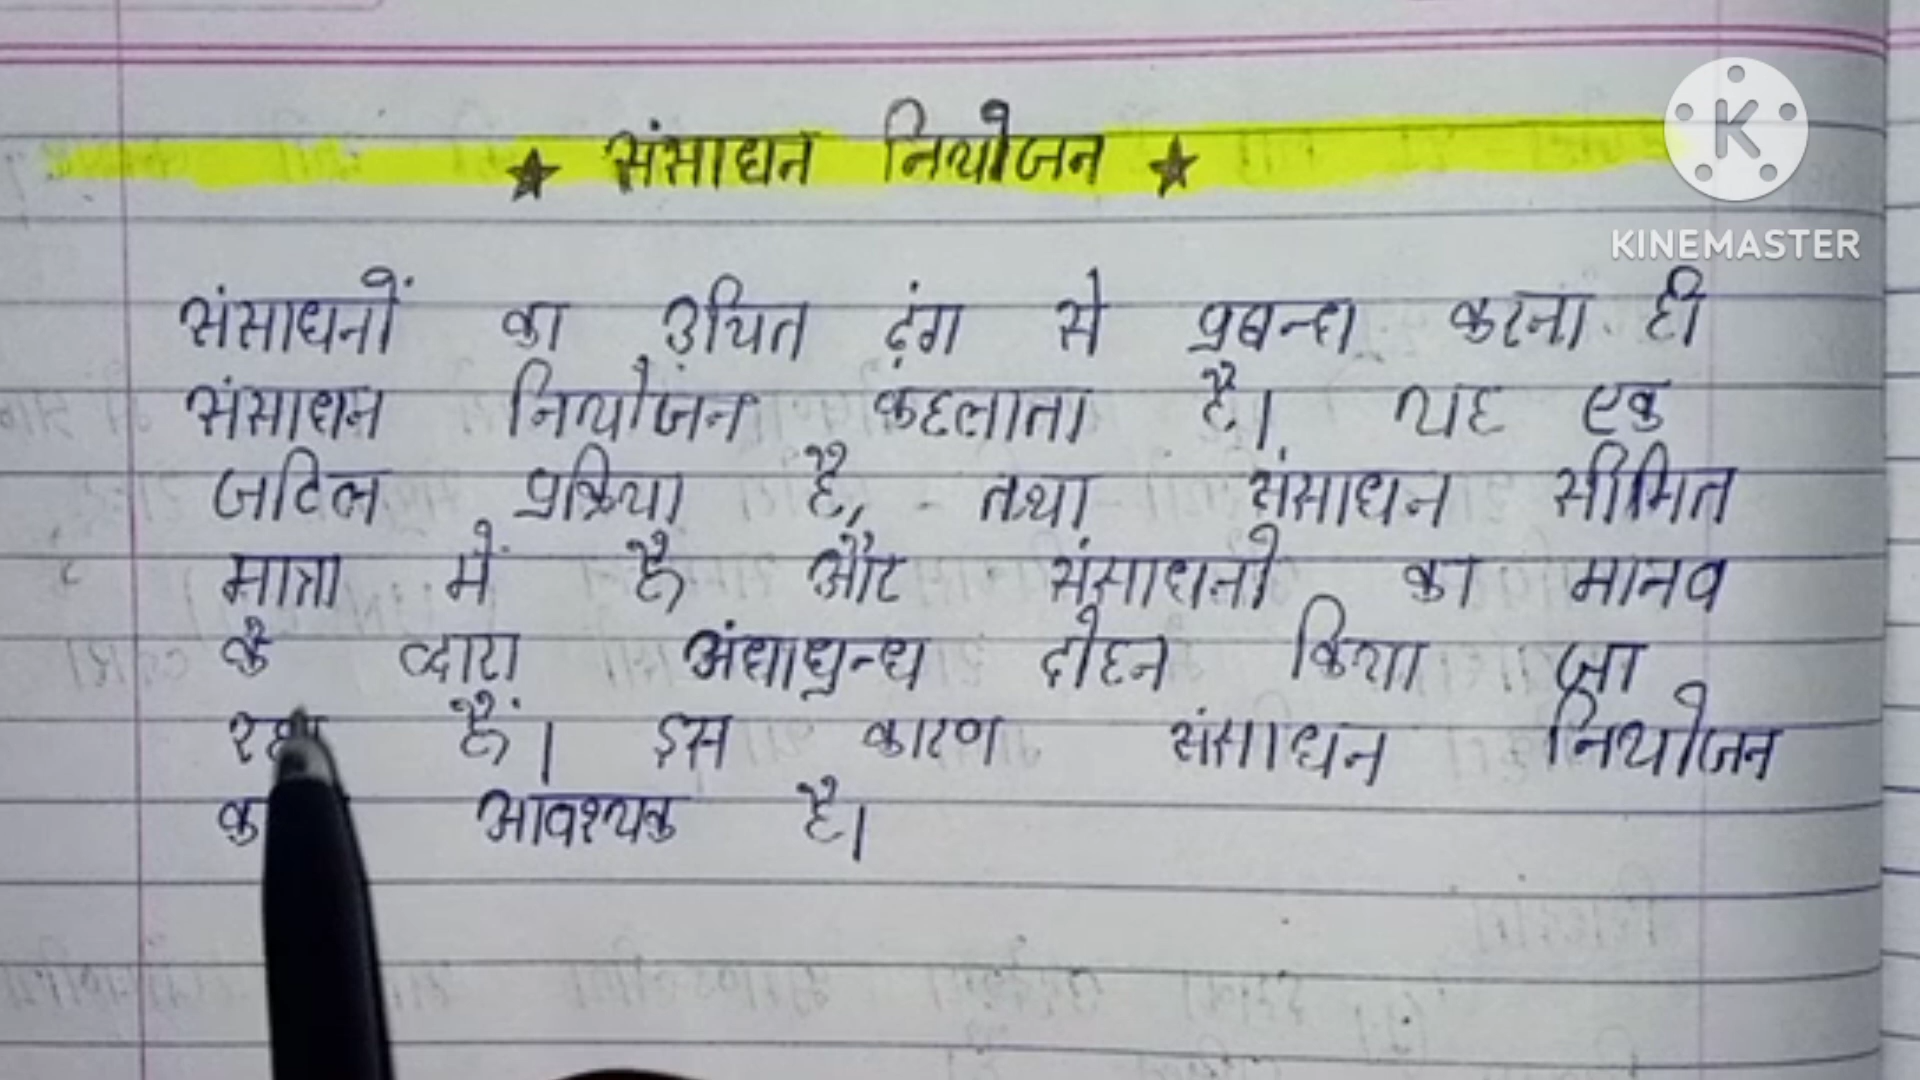 ★ संसाधन नियोजन ★
K
KINEMASTER
संसाधनों का उचित ढ़ंग से प्रबन्धा करना ही
संसाधन नियोजन कहलाता है। यह एक
जटिल प्रक्रिया है, तथा संसाधन सीमित
मात्रा में है और संसाधनो का मानव
के व्दारा अंधाधुन्ध दोहन किया जा
रहा हैं। इस कारण संसाधन नियोजन
आवश्यक है।